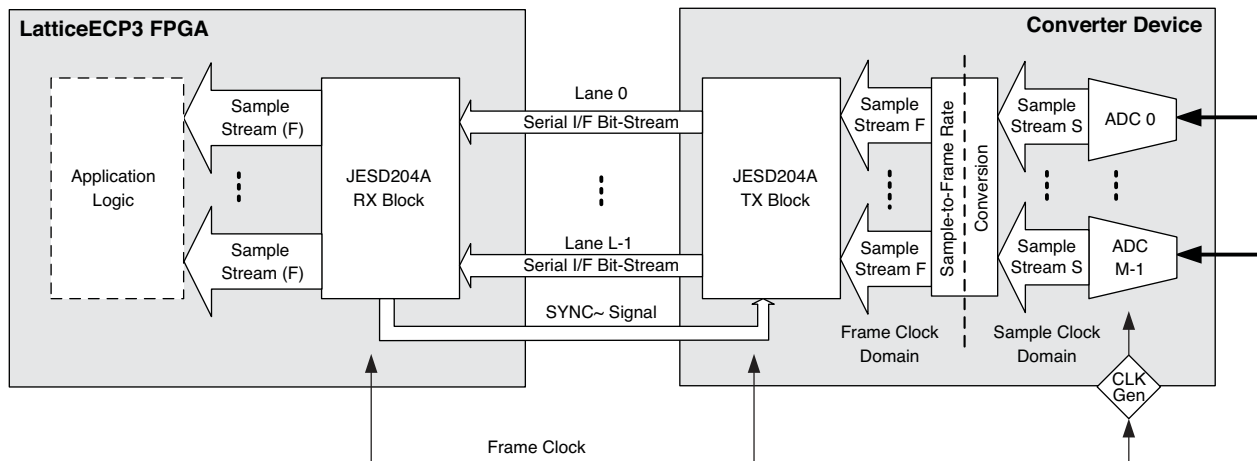 LatticeECP3 FPGA
Converter Device
Application
Logic
Sample
Stream (F)
Sample
Stream (F)
JESD204A
RX Block
Lane 0
Serial I/F Bit-Stream
Lane L-1
Serial I/F Bit-Stream
SYNC~ Signal
JESD204A
TX Block
Sample
Stream F
Sample
Stream F
Sample-to-Frame Rate
Conversion
Sample
Stream S
Sample
Stream S
ADC 0
ADC
M-1
Frame Clock
Domain
Sample Clock
Domain
CLK
Gen
Frame Clock